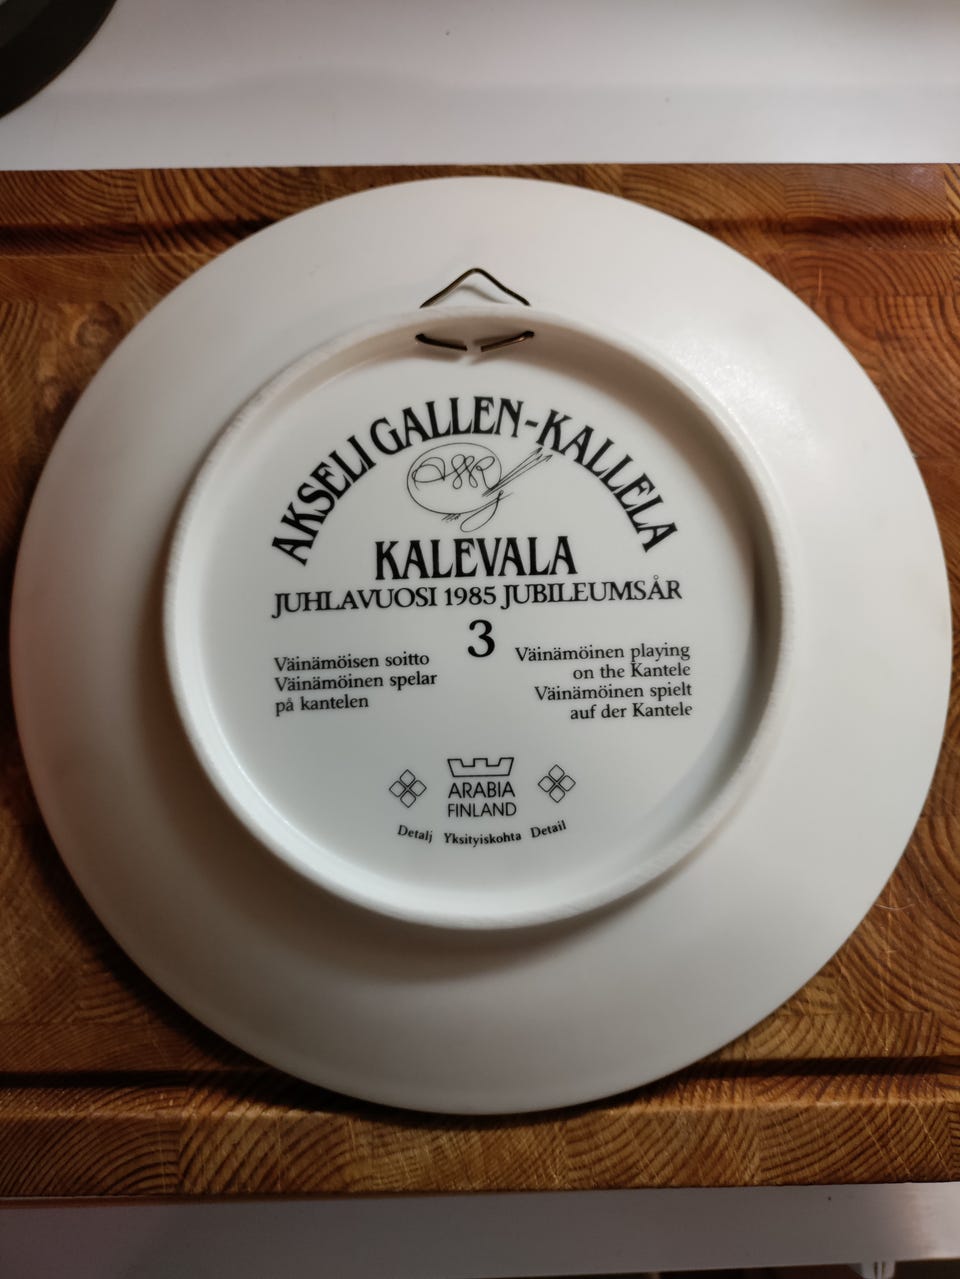 AKSELI GALLEN-KALLELA
KALEVALA
JUHLAVUOSI 1985 JUBILEUMSÅR
3
Väinämöisen soitto
Väinämöinen spelar
på kantelen
Väinämöinen playing
on the Kantele
Väinämöinen spielt
auf der Kantele
ARABIA
FINLAND
Detalj Yksityiskohta Detail